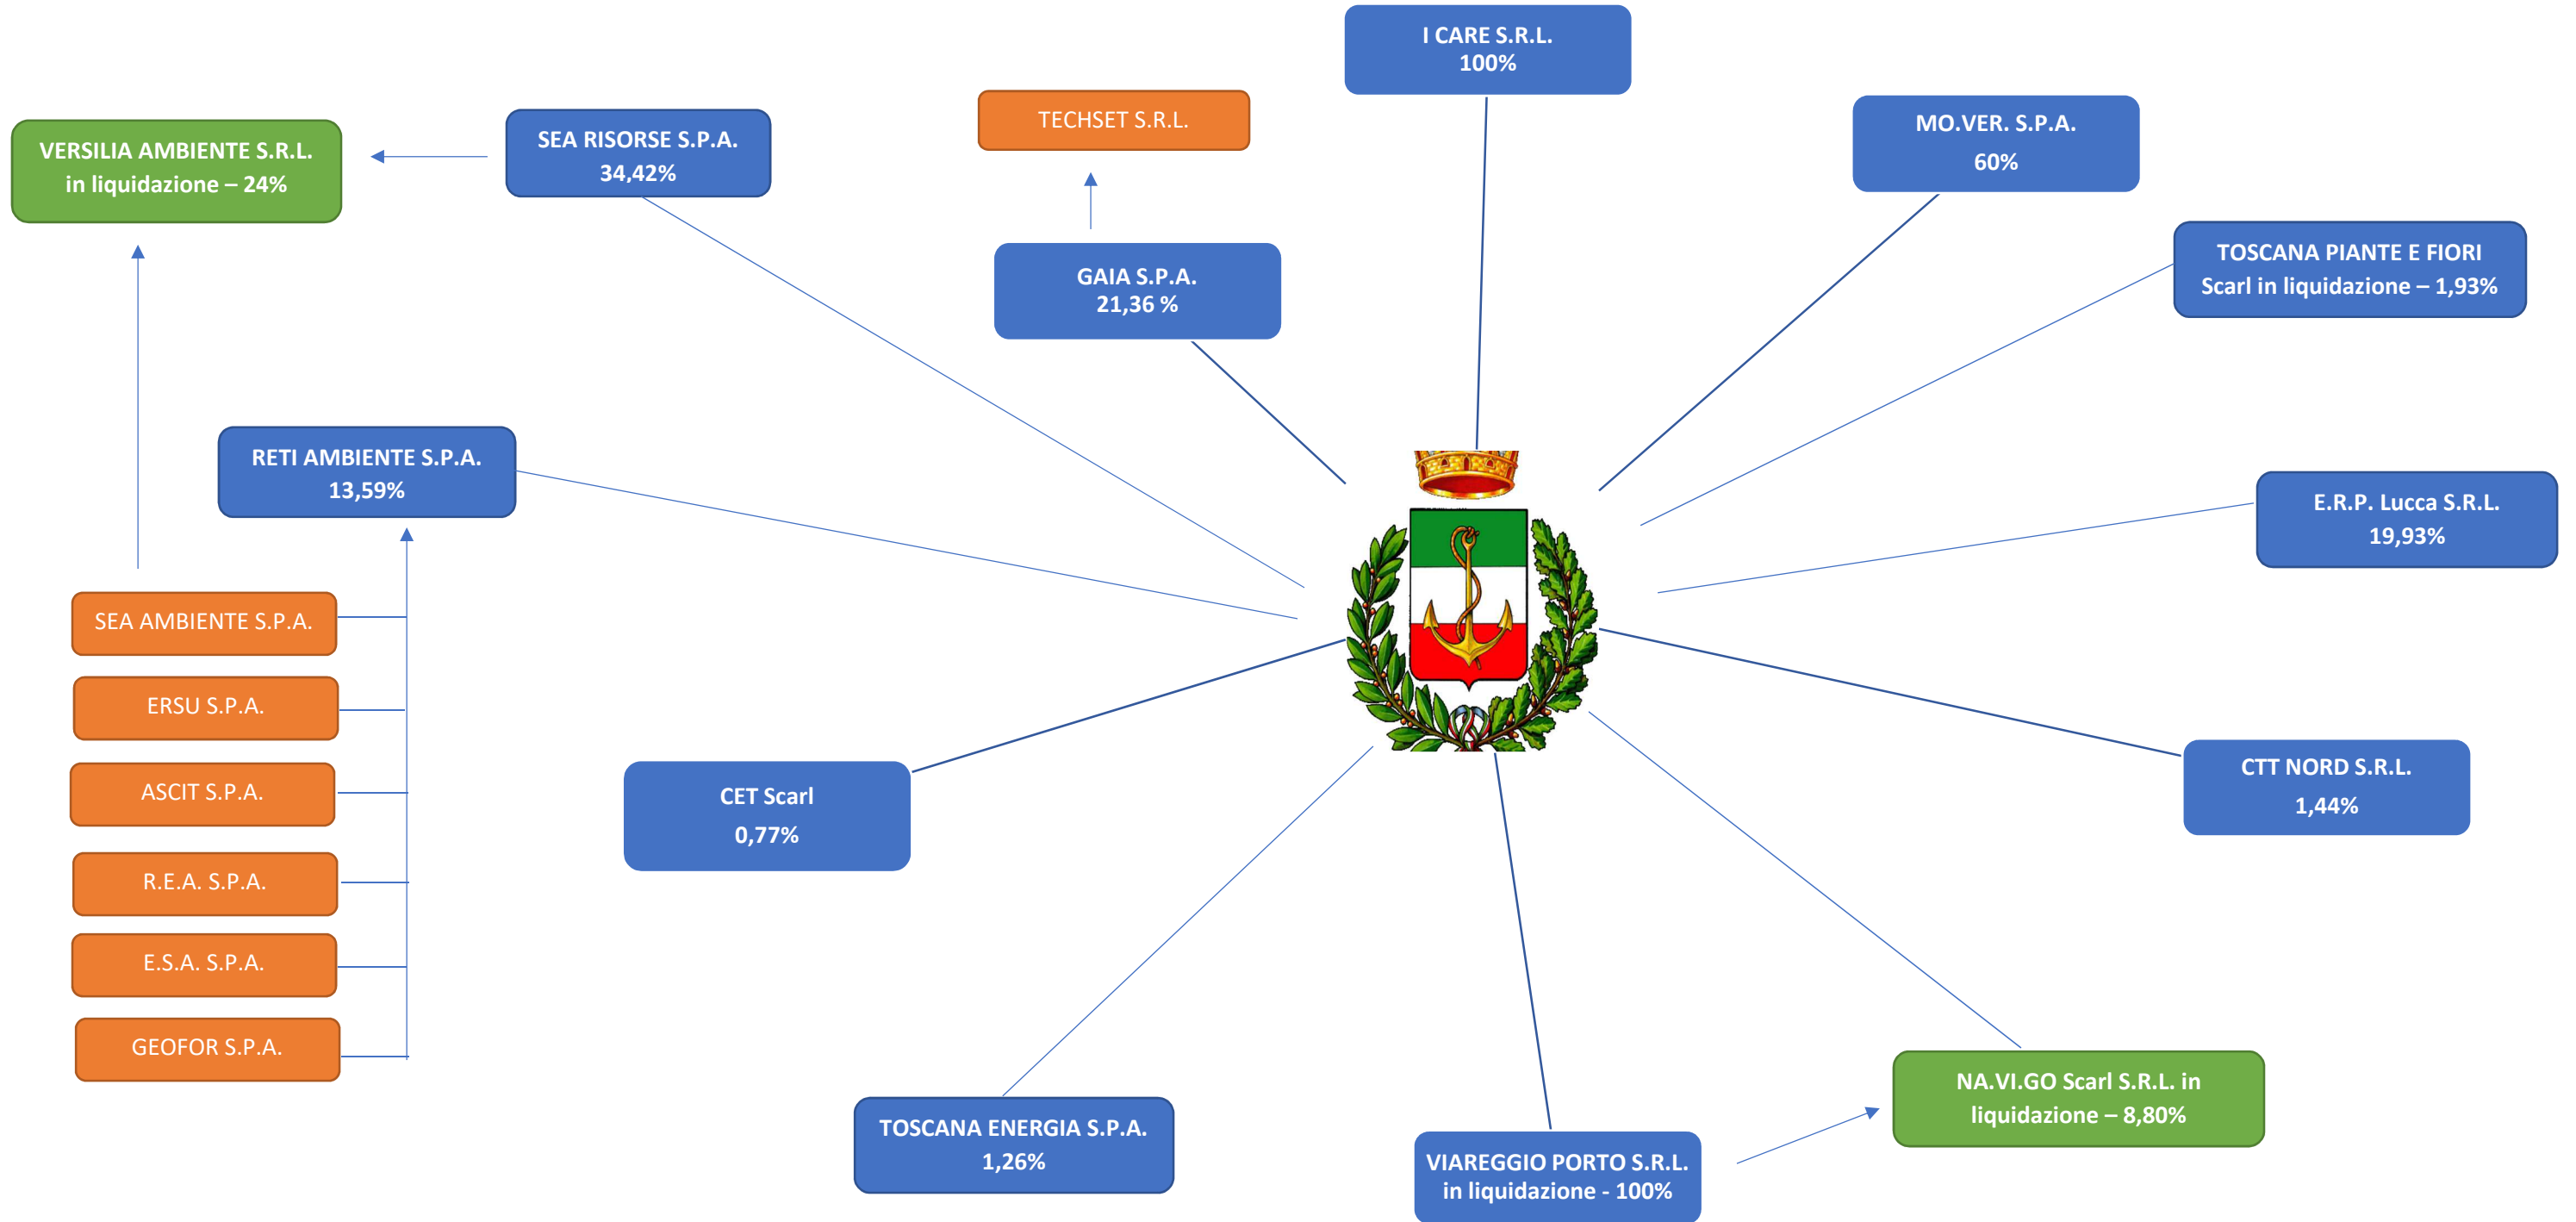 I CARE S.R.L.
100%
TECHSET S.R.L.
MO.VER. S.P.A.
60%
SEA RISORSE S.P.A.
34,42%
VERSILIA AMBIENTE S.R.L.
in liquidazione – 24%
TOSCANA PIANTE E FIORI
Scarl in liquidazione – 1,93%
GAIA S.P.A.
21,36 %
RETI AMBIENTE S.P.A.
13,59%
E.R.P. Lucca S.R.L.
19,93%
SEA AMBIENTE S.P.A.
ERSU S.P.A.
ASCIT S.P.A.
R.E.A. S.P.A.
E.S.A. S.P.A.
GEOFOR S.P.A.
CET Scarl
0,77%
CTT NORD S.R.L.
1,44%
TOSCANA ENERGIA S.P.A.
1,26%
VIAREGGIO PORTO S.R.L.
in liquidazione - 100%
NA.VI.GO Scarl S.R.L. in
liquidazione – 8,80%